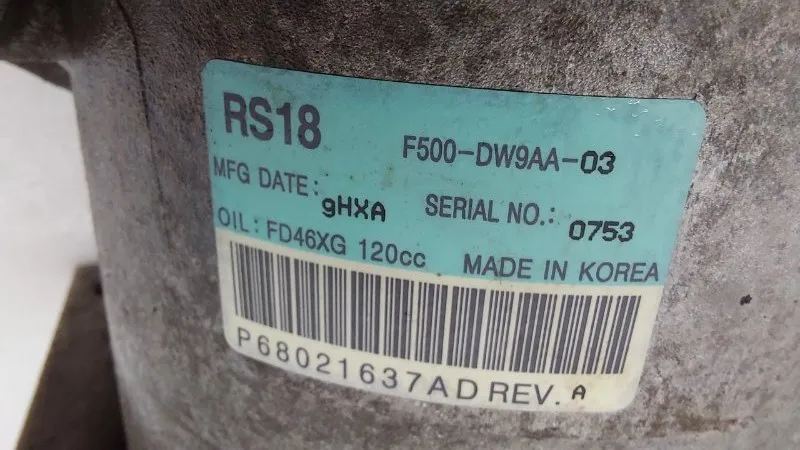 RS18 F500-DW9AA-03
MFG DATE: 9HXA SERIAL NO.: 0753
OIL: FD46XG 120cc MADE IN KOREA
P68021637AD REV. A